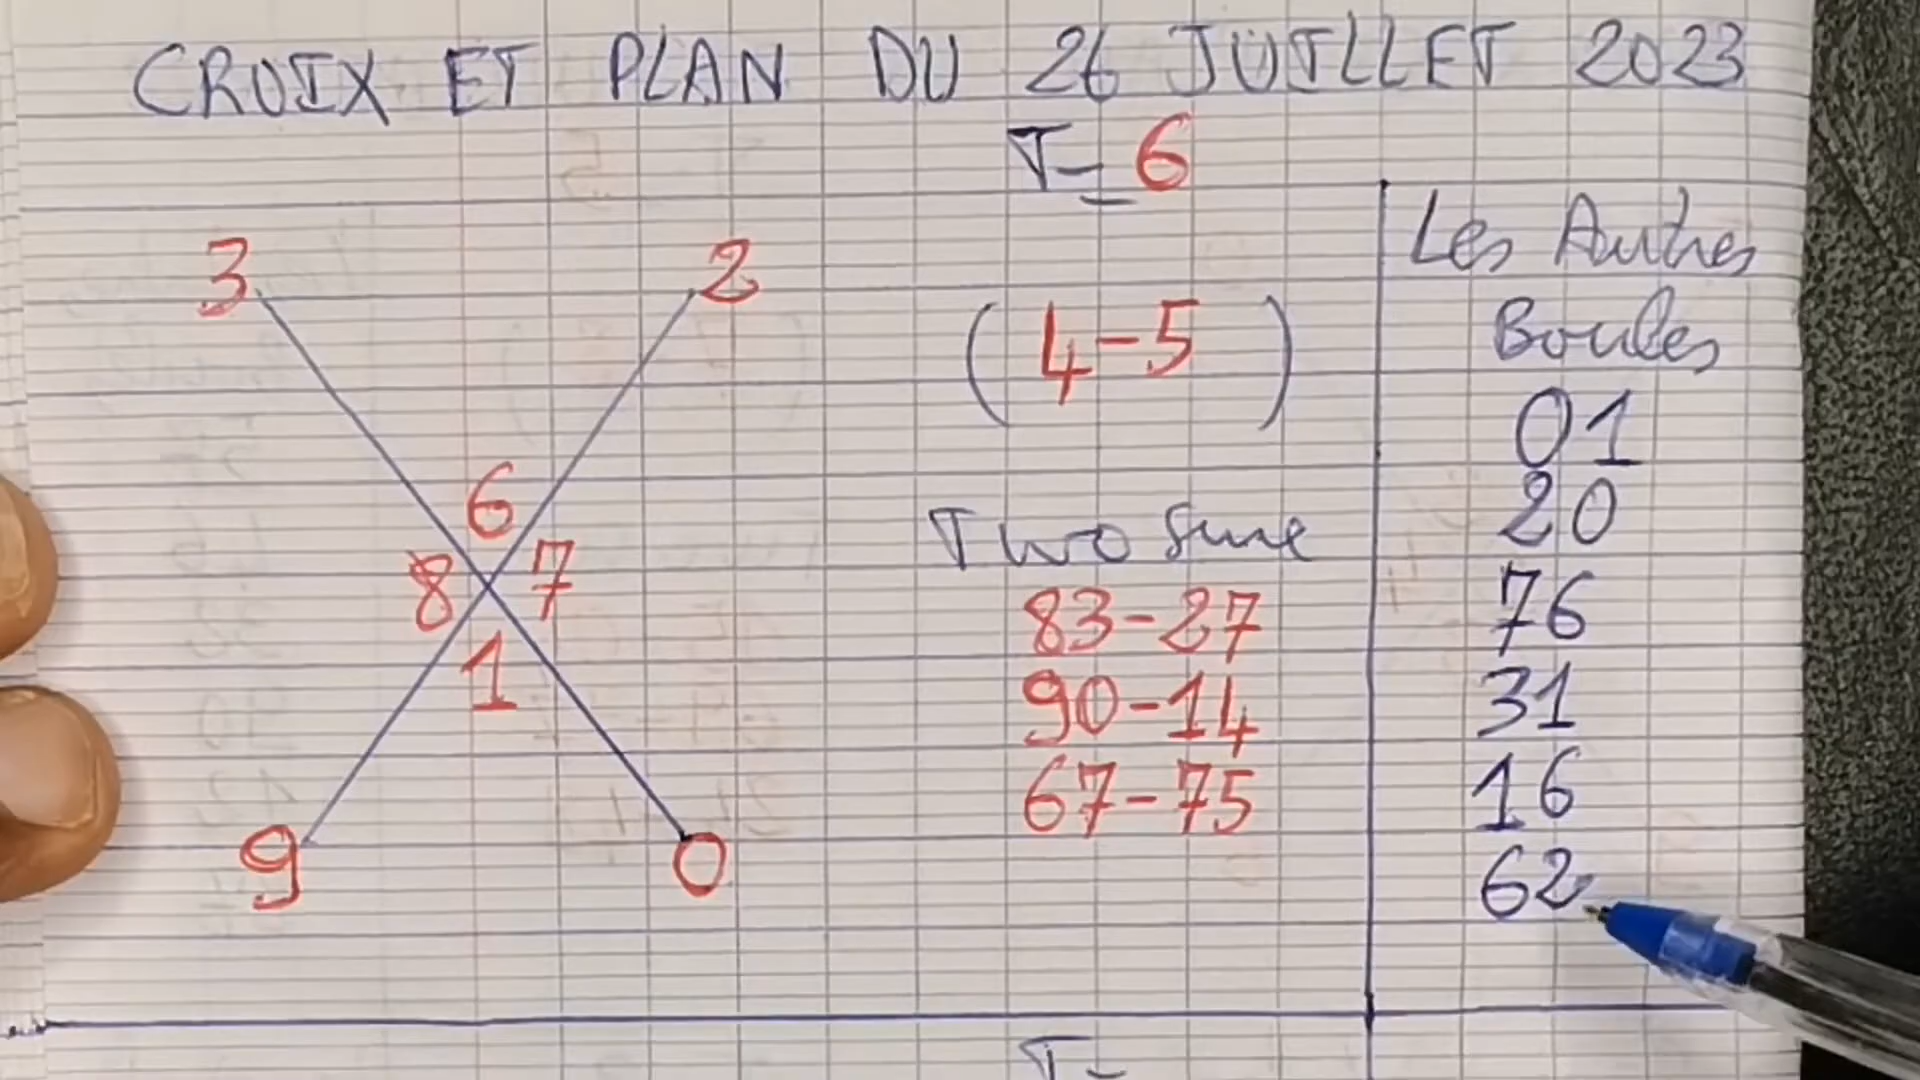 CROIX ET PLAN DU 26 JUILLET 2023
T=6
3
2
6
8 7
1
9
0
(4-5)
Two Sure
83-27
90-14
67-75
Les Autres
Boules
01
20
76
31
16
62
T=